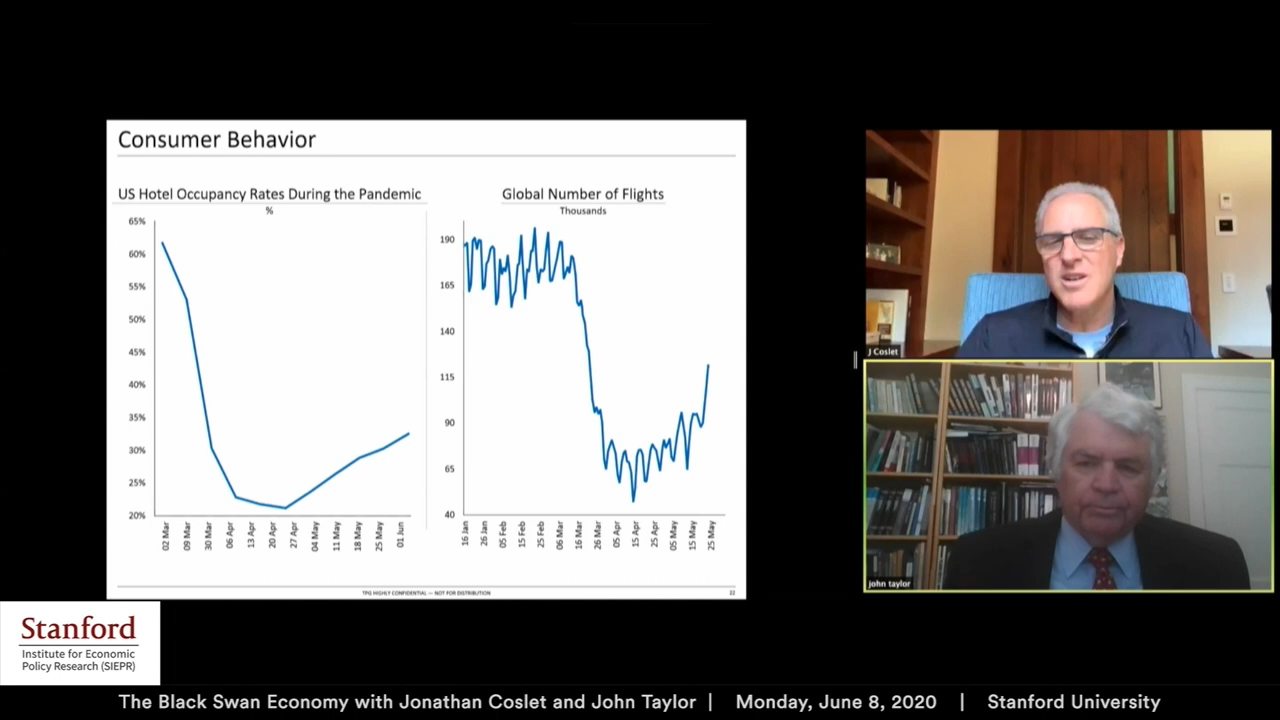 Consumer Behavior
US Hotel Occupancy Rates During the Pandemic
%
65%
60%
55%
50%
45%
40%
35%
30%
25%
20%
02 Mar
09 Mar
30 Mar
06 Apr
13 Apr
20 Apr
27 Apr
04 May
11 May
18 May
25 May
01 Jun
Global Number of Flights
Thousands
190
165
140
115
90
65
40
16 Jan
26 Jan
05 Feb
15 Feb
25 Feb
06 Mar
16 Mar
26 Mar
05 Apr
15 Apr
25 Apr
05 May
15 May
25 May
TPG HIGHLY CONFIDENTIAL — NOT FOR DISTRIBUTION
22
J Coslet
john taylor
Stanford
Institute for Economic
Policy Research (SIEPR)
The Black Swan Economy with Jonathan Coslet and John Taylor | Monday, June 8, 2020 | Stanford University